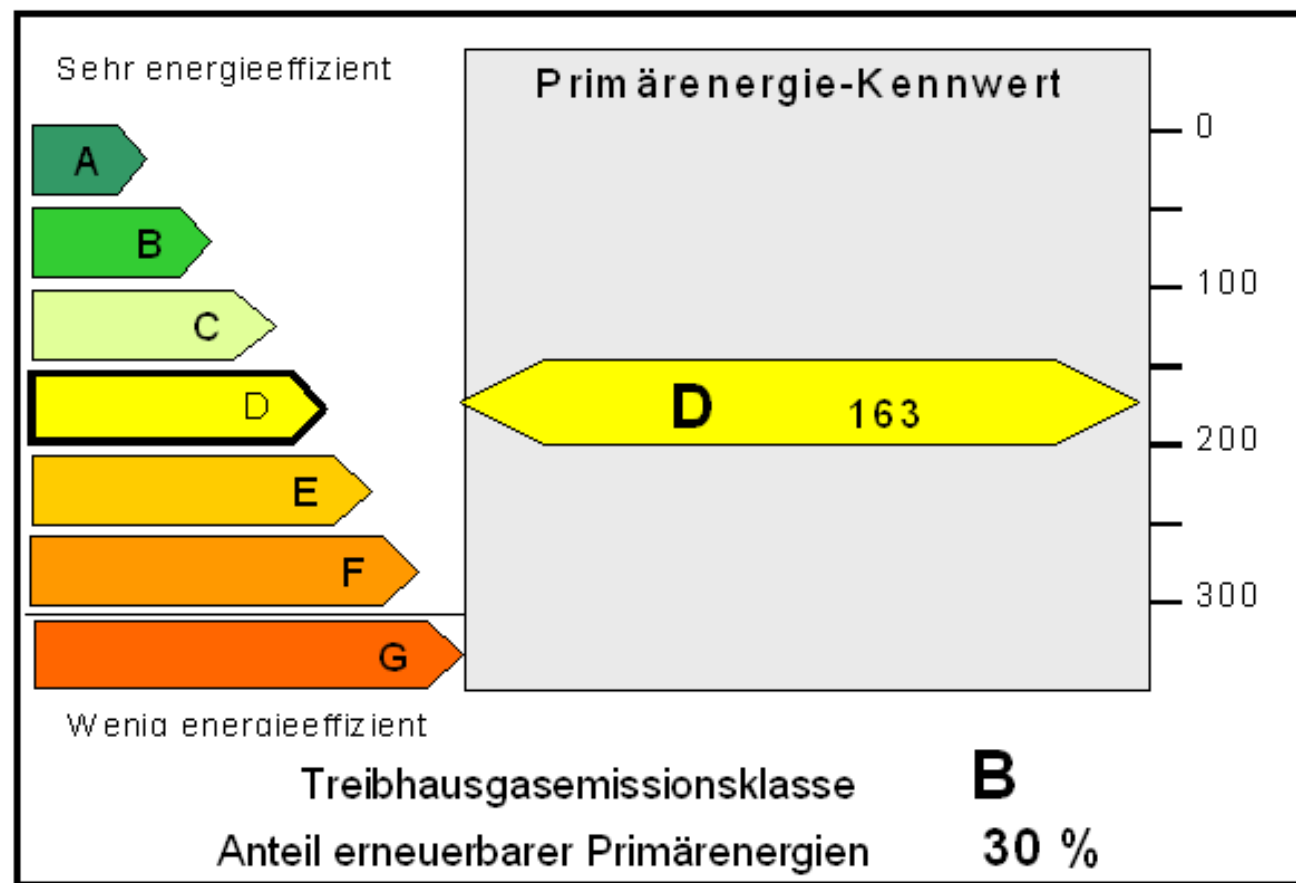 Sehr energieeffizient
Primärenergie-Kennwert
A
B
C
D
E
F
G
D 163
0
100
200
300
Wenig energieeffizient
Treibhausgasemissionsklasse B
Anteil erneuerbarer Primärenergien 30 %